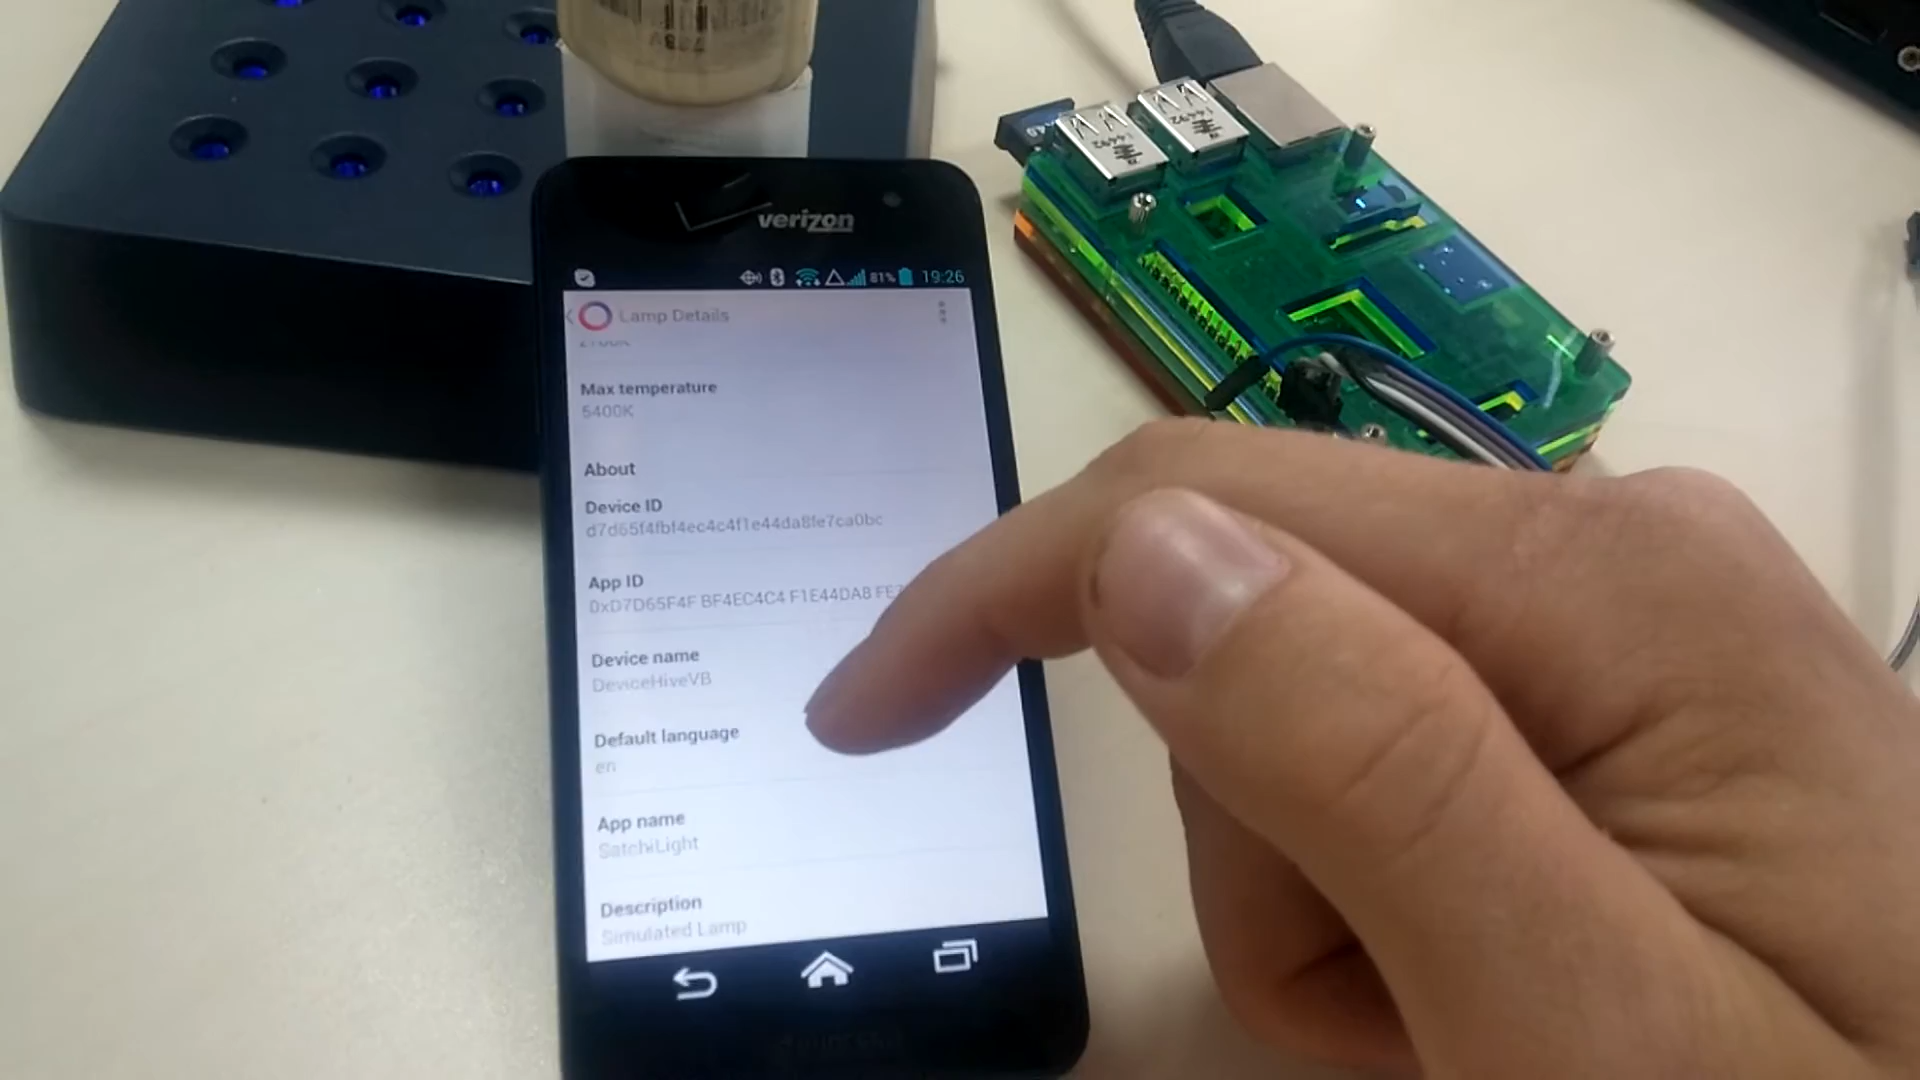 verizon
81% 19:26
Lamp Details
Max temperature
5400K
About
Device ID
d7d65f4fbf4ec4c4f1e44da8fe7ca0bc
App ID
0xD7D65F4F BF4EC4C4 F1E44DA8 FE7
Device name
DeviceHiveVB
Default language
en
App name
SatchiLight
Description
Simulated Lamp